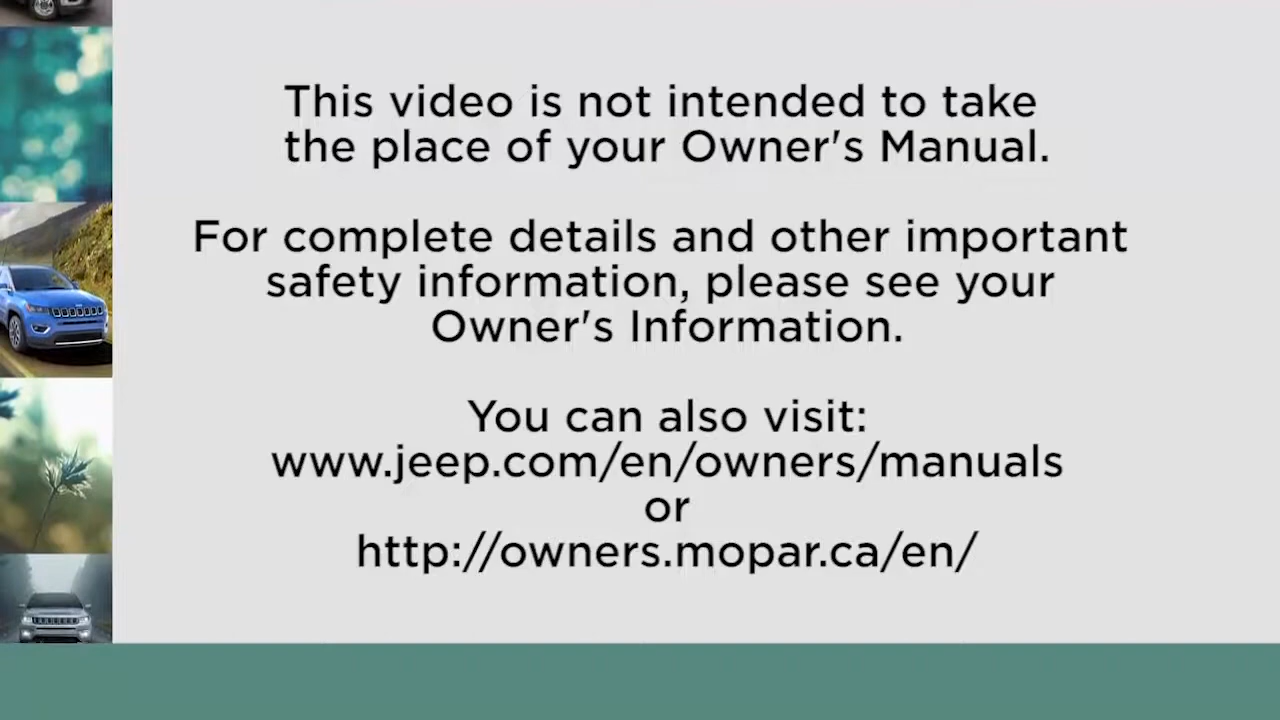 This video is not intended to take
the place of your Owner's Manual.
For complete details and other important
safety information, please see your
Owner's Information.
You can also visit:
www.jeep.com/en/owners/manuals
or
http://owners.mopar.ca/en/